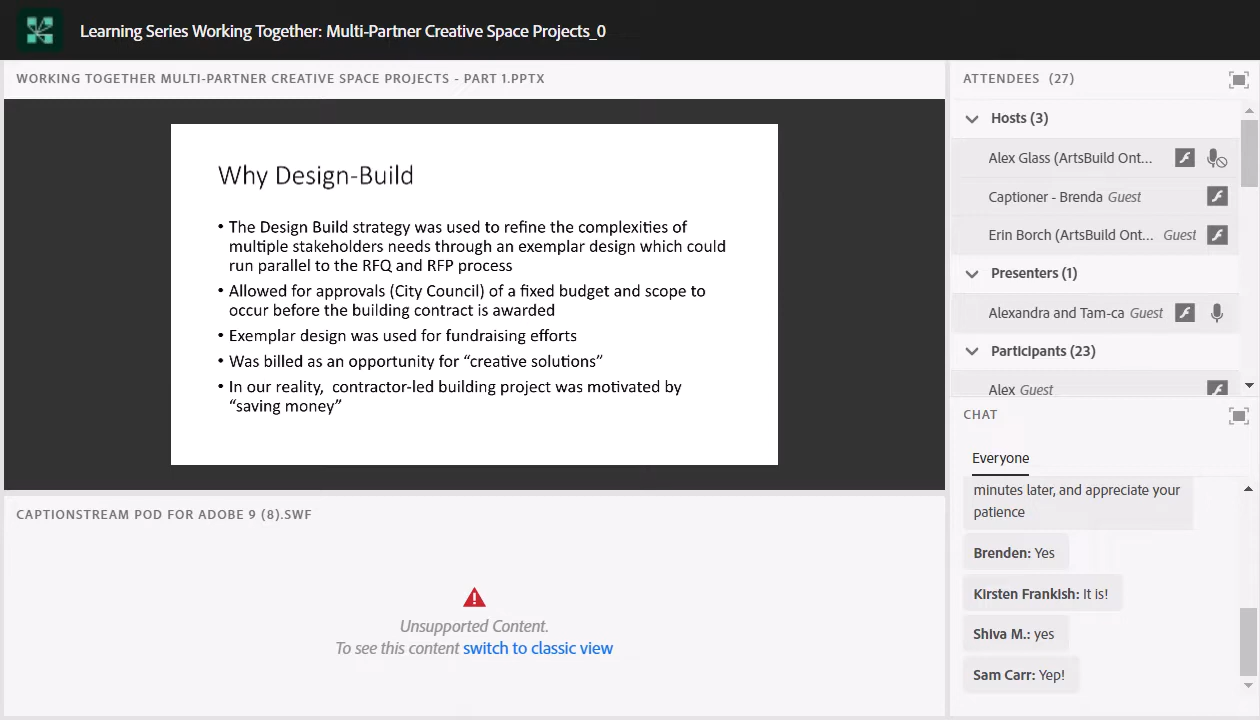 Learning Series Working Together: Multi-Partner Creative Space Projects_0
WORKING TOGETHER MULTI-PARTNER CREATIVE SPACE PROJECTS - PART 1.PPTX
Why Design-Build
• The Design Build strategy was used to refine the complexities of
multiple stakeholders needs through an exemplar design which could
run parallel to the RFQ and RFP process
• Allowed for approvals (City Council) of a fixed budget and scope to
occur before the building contract is awarded
• Exemplar design was used for fundraising efforts
• Was billed as an opportunity for “creative solutions”
• In our reality, contractor-led building project was motivated by
“saving money”
CAPTIONSTREAM POD FOR ADOBE 9 (8).SWF
Unsupported Content.
To see this content switch to classic view
ATTENDEES (27)
Hosts (3)
Alex Glass (ArtsBuild Ont...
Captioner - Brenda Guest
Erin Borch (ArtsBuild Ont... Guest
Presenters (1)
Alexandra and Tam-ca Guest
Participants (23)
Alex Guest
CHAT
Everyone
minutes later, and appreciate your
patience
Brenden: Yes
Kirsten Frankish: It is!
Shiva M.: yes
Sam Carr: Yep!